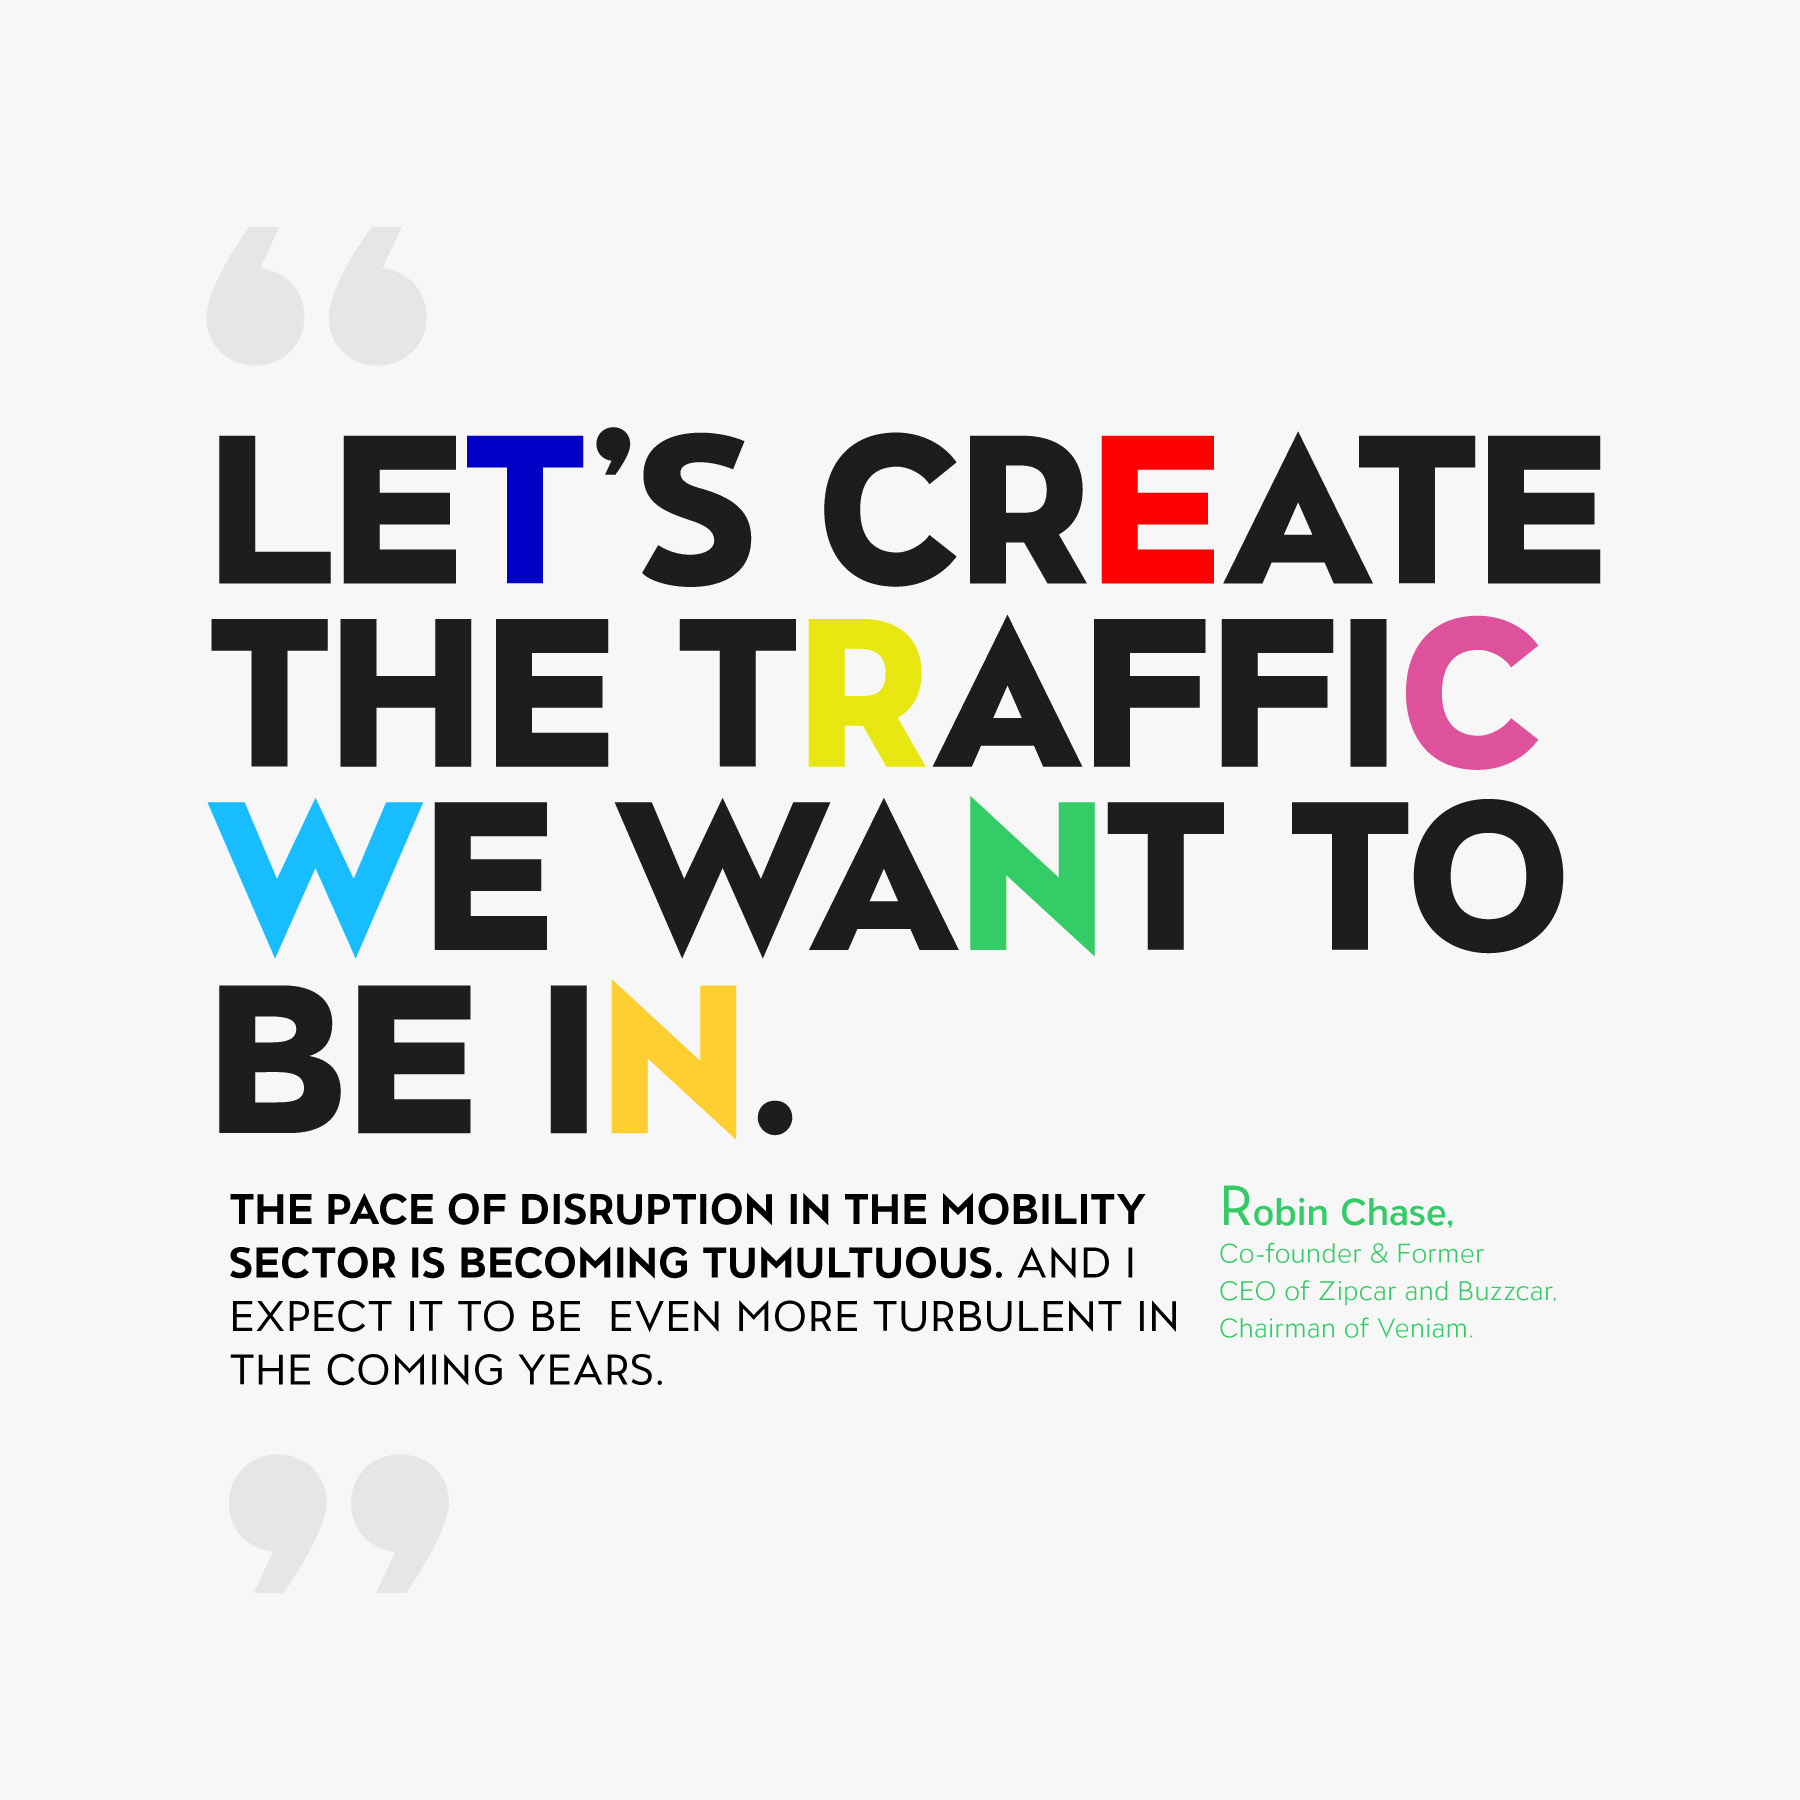 “
LET’S CREATE
THE TRAFFIC
WE WANT TO
BE IN.
THE PACE OF DISRUPTION IN THE MOBILITY
SECTOR IS BECOMING TUMULTUOUS. AND I
EXPECT IT TO BE  EVEN MORE TURBULENT IN
THE COMING YEARS.
Robin Chase,
Co-founder & Former
CEO of Zipcar and Buzzcar,
Chairman of Veniam.
”